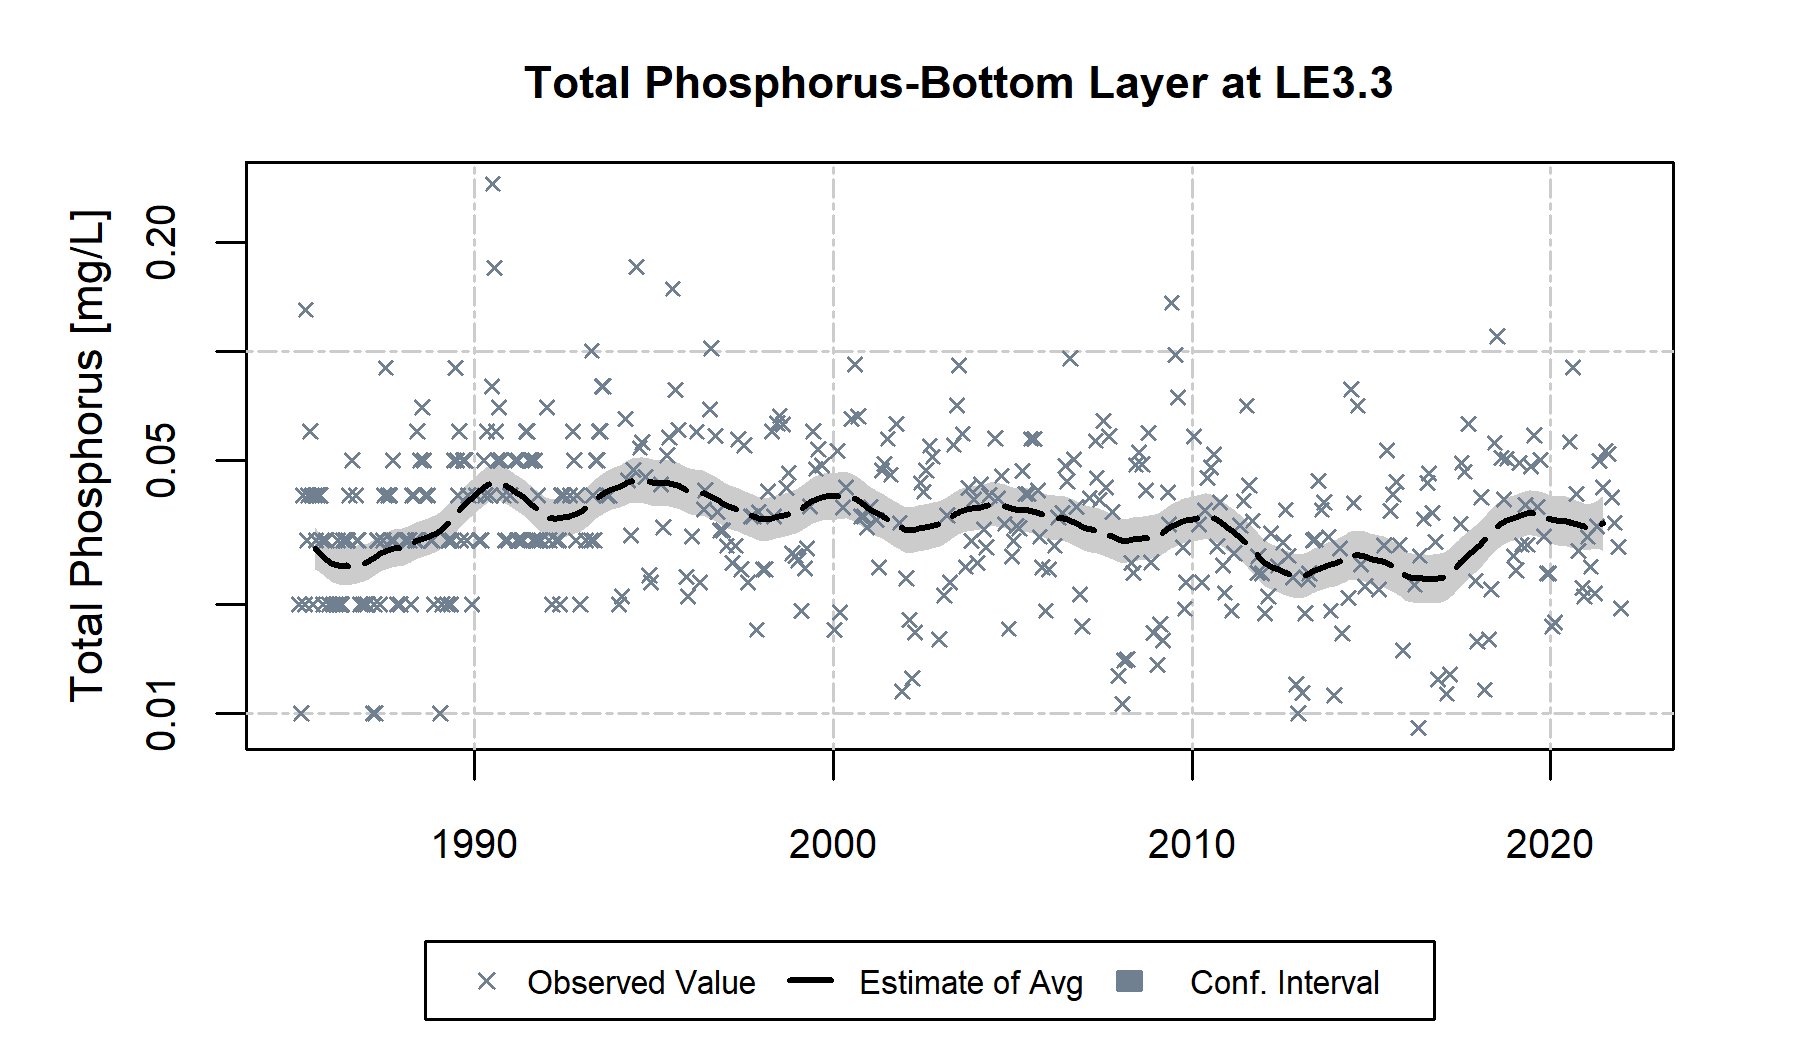 Total Phosphorus-Bottom Layer at LE3.3
Total Phosphorus [mg/L]
0.20
0.05
0.01
1990 2000 2010 2020
Observed Value Estimate of Avg Conf. Interval